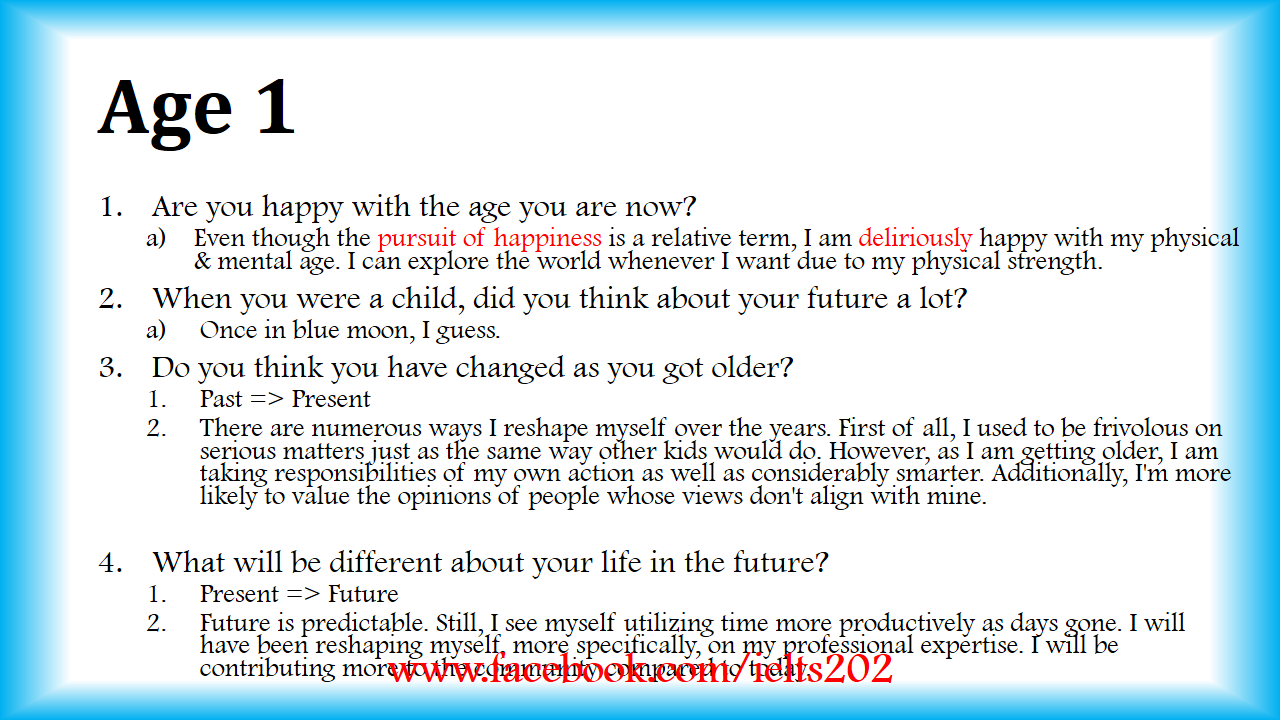 Age 1
1. Are you happy with the age you are now?
a) Even though the pursuit of happiness is a relative term, I am deliriously happy with my physical
& mental age. I can explore the world whenever I want due to my physical strength.
2. When you were a child, did you think about your future a lot?
a) Once in blue moon, I guess.
3. Do you think you have changed as you got older?
1. Past => Present
2. There are numerous ways I reshape myself over the years. First of all, I used to be frivolous on
serious matters just as the same way other kids would do. However, as I am getting older, I am
taking responsibilities of my own action as well as considerably smarter. Additionally, I'm more
likely to value the opinions of people whose views don't align with mine.
4. What will be different about your life in the future?
1. Present => Future
2. Future is predictable. Still, I see myself utilizing time more productively as days gone. I will
have been reshaping myself, more specifically, on my professional expertise. I will be
contributing more to the community compared to today.
www.facebook.com/ielts202